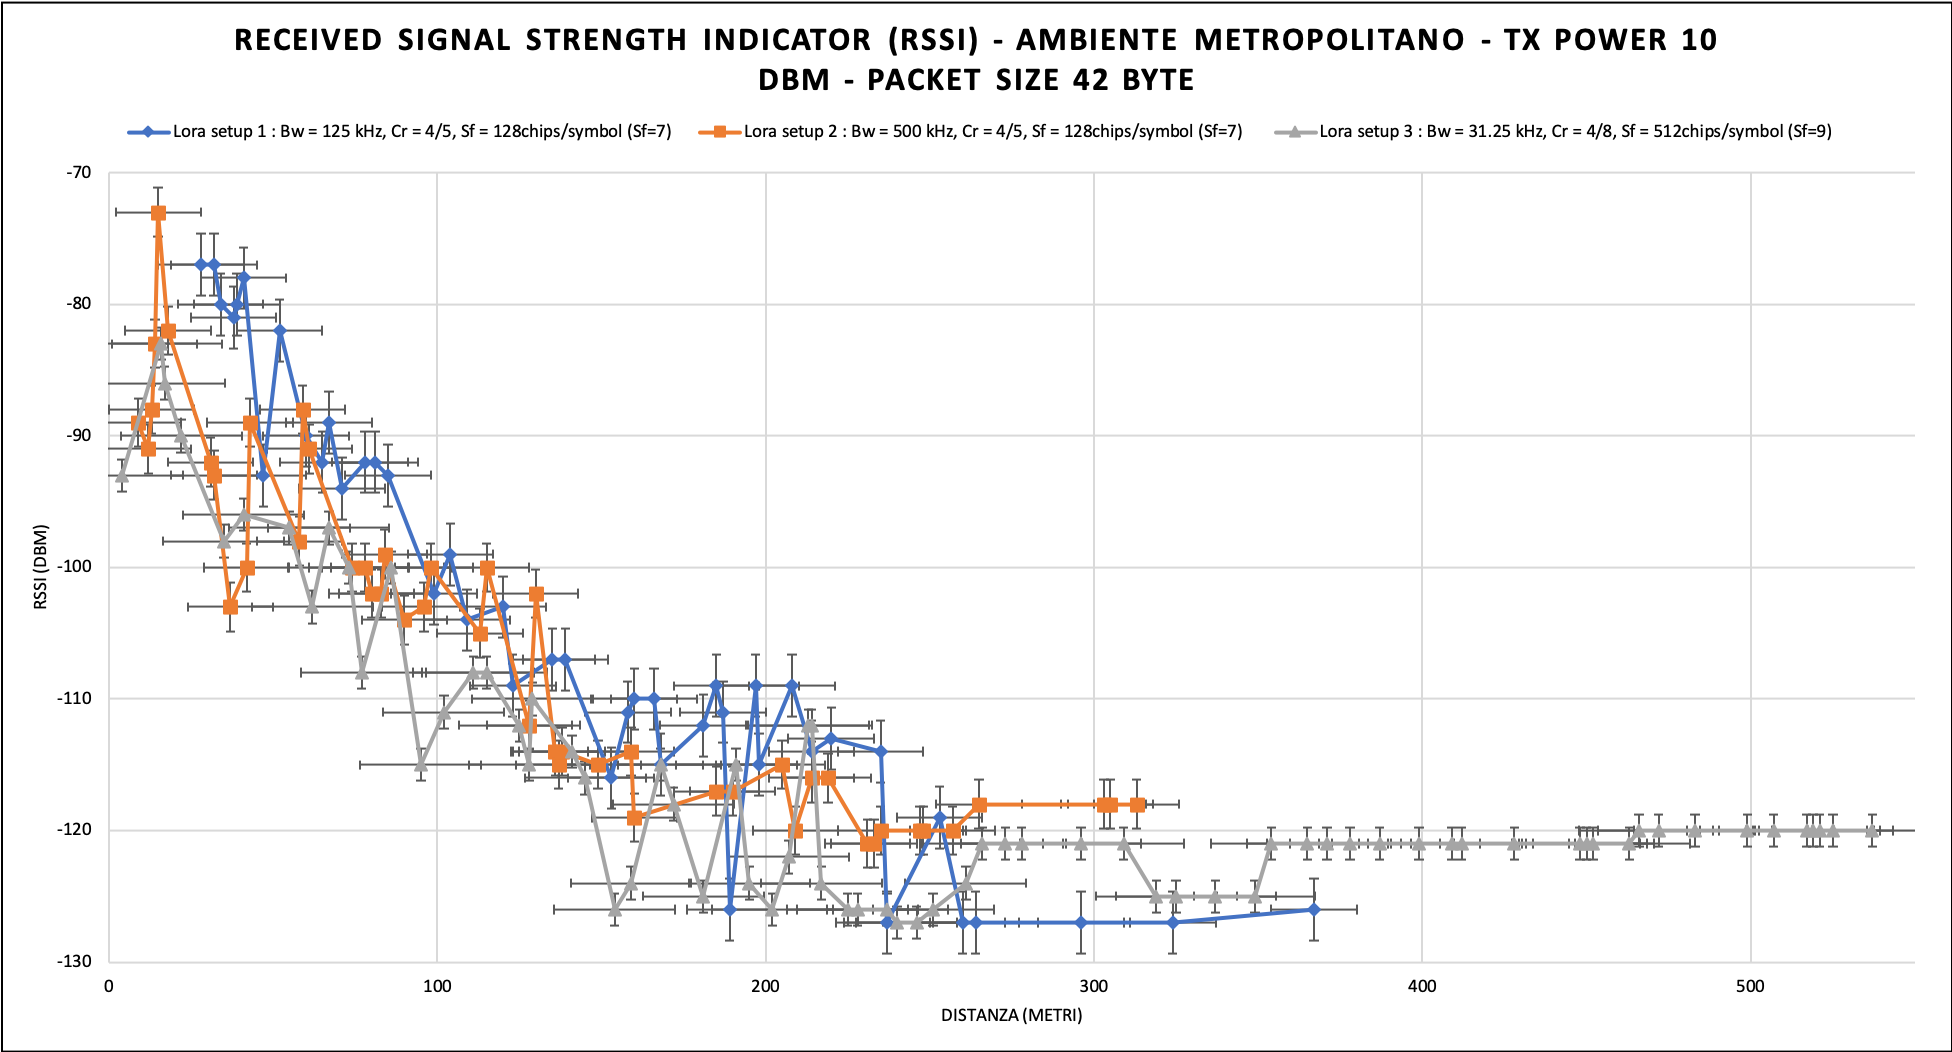 RECEIVED SIGNAL STRENGTH INDICATOR (RSSI) - AMBIENTE METROPOLITANO - TX POWER 10
DBM - PACKET SIZE 42 BYTE
Lora setup 1 : Bw = 125 kHz, Cr = 4/5, Sf = 128chips/symbol (Sf=7)
Lora setup 2 : Bw = 500 kHz, Cr = 4/5, Sf = 128chips/symbol (Sf=7)
Lora setup 3 : Bw = 31.25 kHz, Cr = 4/8, Sf = 512chips/symbol (Sf=9)
-70
-80
-90
-100
-110
-120
-130
RSSI (DBM)
0
100
200
300
400
500
DISTANZA (METRI)